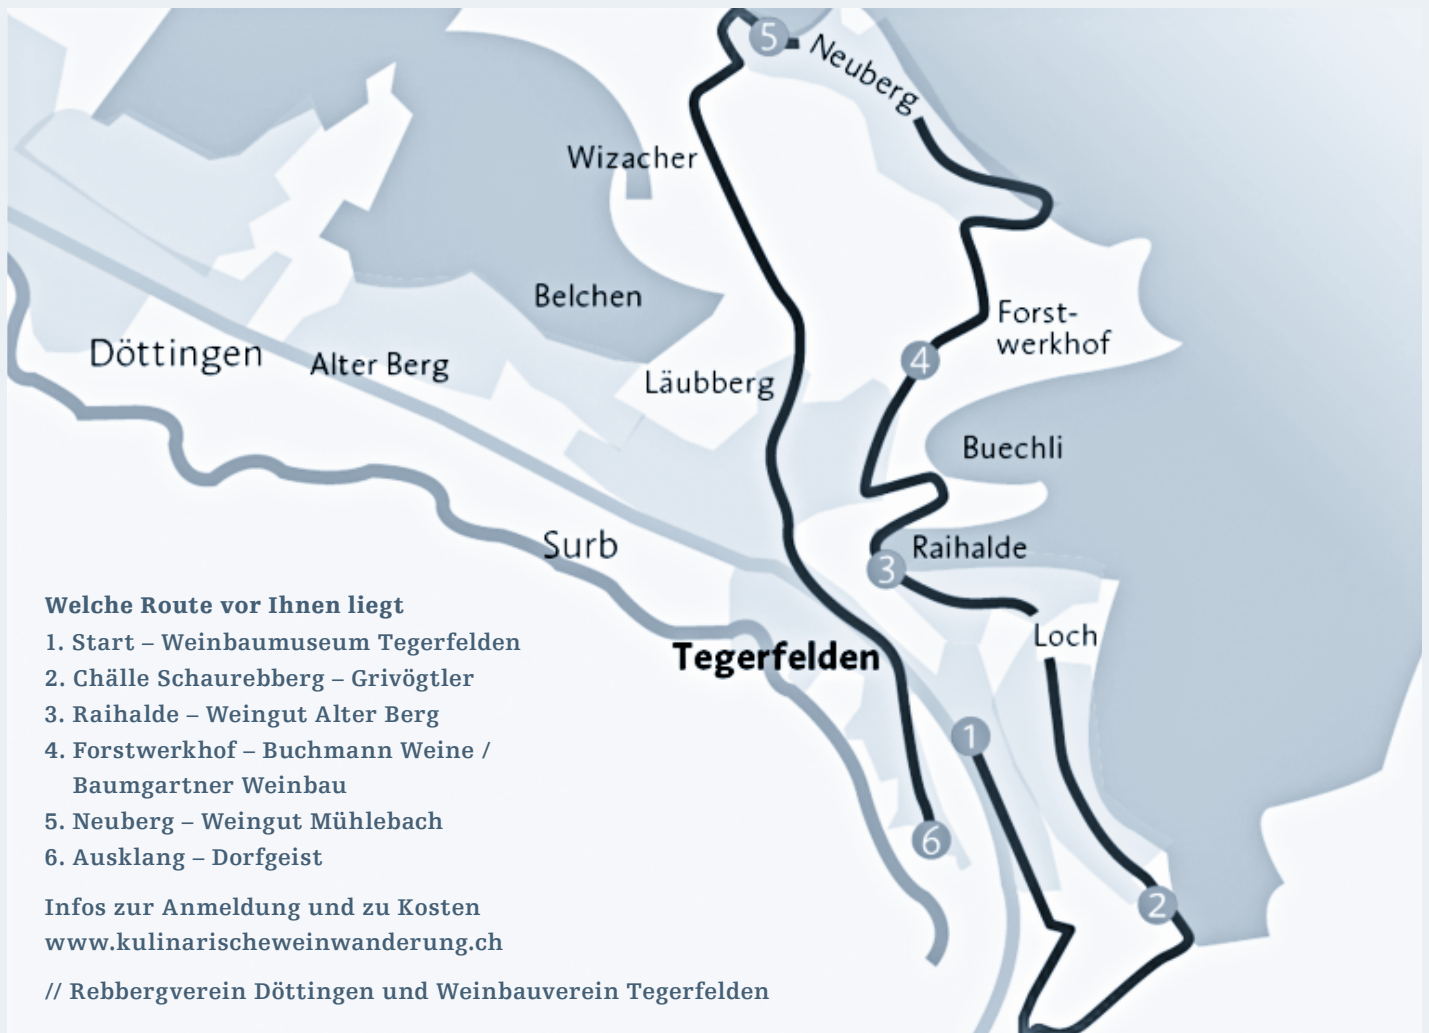 5
Neuberg
Wizacher
Belchen
Forst-
werkhof
Döttingen
Alter Berg
Läubberg
4
Buechli
Surb
Raihalde
3
Loch
Tegerfelden
1
6
2
Welche Route vor Ihnen liegt
1. Start – Weinbaumuseum Tegerfelden
2. Chälle Schaurebberg – Grivögtler
3. Raihalde – Weingut Alter Berg
4. Forstwerkhof – Buchmann Weine /
Baumgartner Weinbau
5. Neuberg – Weingut Mühlebach
6. Ausklang – Dorfgeist
Infos zur Anmeldung und zu Kosten
www.kulinarischeweinwanderung.ch
// Rebbergverein Döttingen und Weinbauverein Tegerfelden